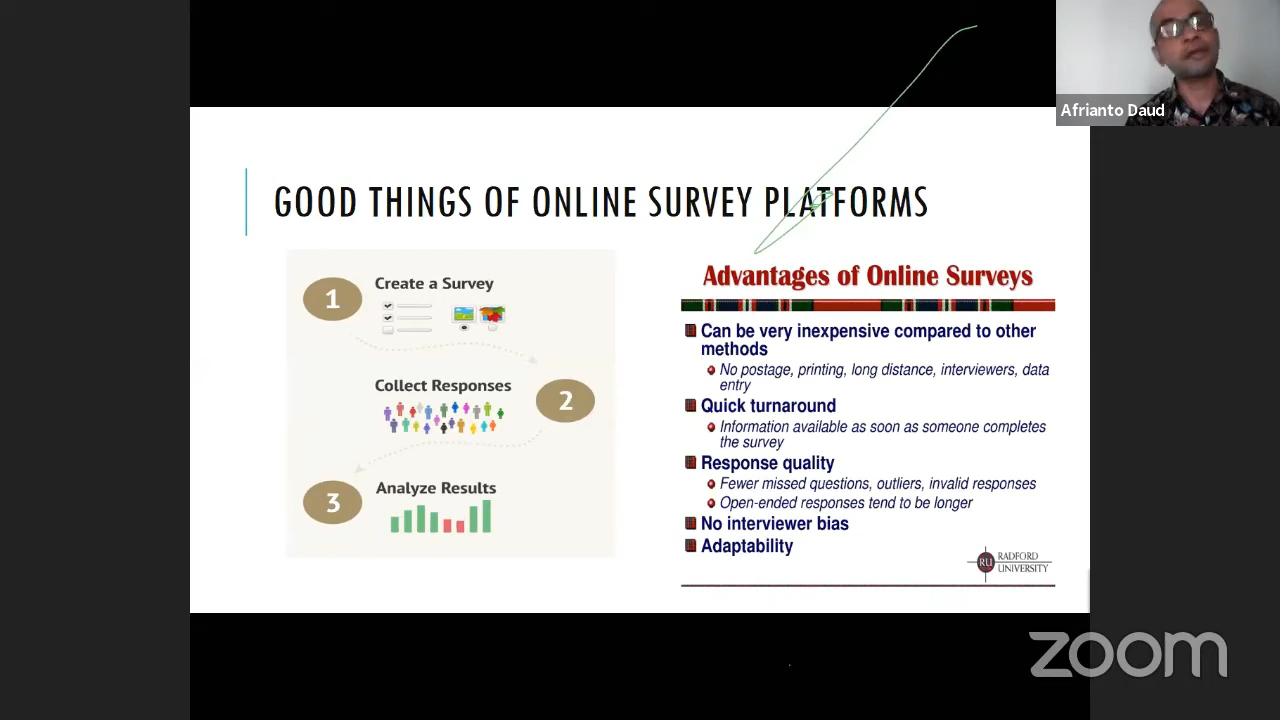 Afrianto Daud
GOOD THINGS OF ONLINE SURVEY PLATFORMS
1
Create a Survey
Collect Responses
2
3
Analyze Results
Advantages of Online Surveys
Can be very inexpensive compared to other
methods
No postage, printing, long distance, interviewers, data
entry
Quick turnaround
Information available as soon as someone completes
the survey
Response quality
Fewer missed questions, outliers, invalid responses
Open-ended responses tend to be longer
No interviewer bias
Adaptability
RU
RADFORD
UNIVERSITY
zoom